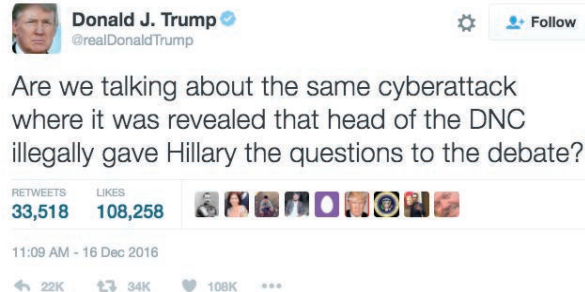 Donald J. Trump
@realDonaldTrump
Follow
Are we talking about the same cyberattack
where it was revealed that head of the DNC
illegally gave Hillary the questions to the debate?
RETWEETS LIKES
33,518 108,258
11:09 AM - 16 Dec 2016
22K 34K 108K